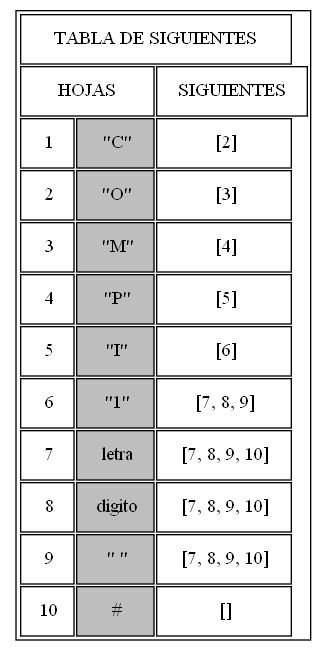 TABLA DE SIGUIENTES
HOJAS SIGUIENTES
1 "C" [2]
2 "O" [3]
3 "M" [4]
4 "P" [5]
5 "I" [6]
6 "1" [7, 8, 9]
7 letra [7, 8, 9, 10]
8 digito [7, 8, 9, 10]
9 " " [7, 8, 9, 10]
10 # []